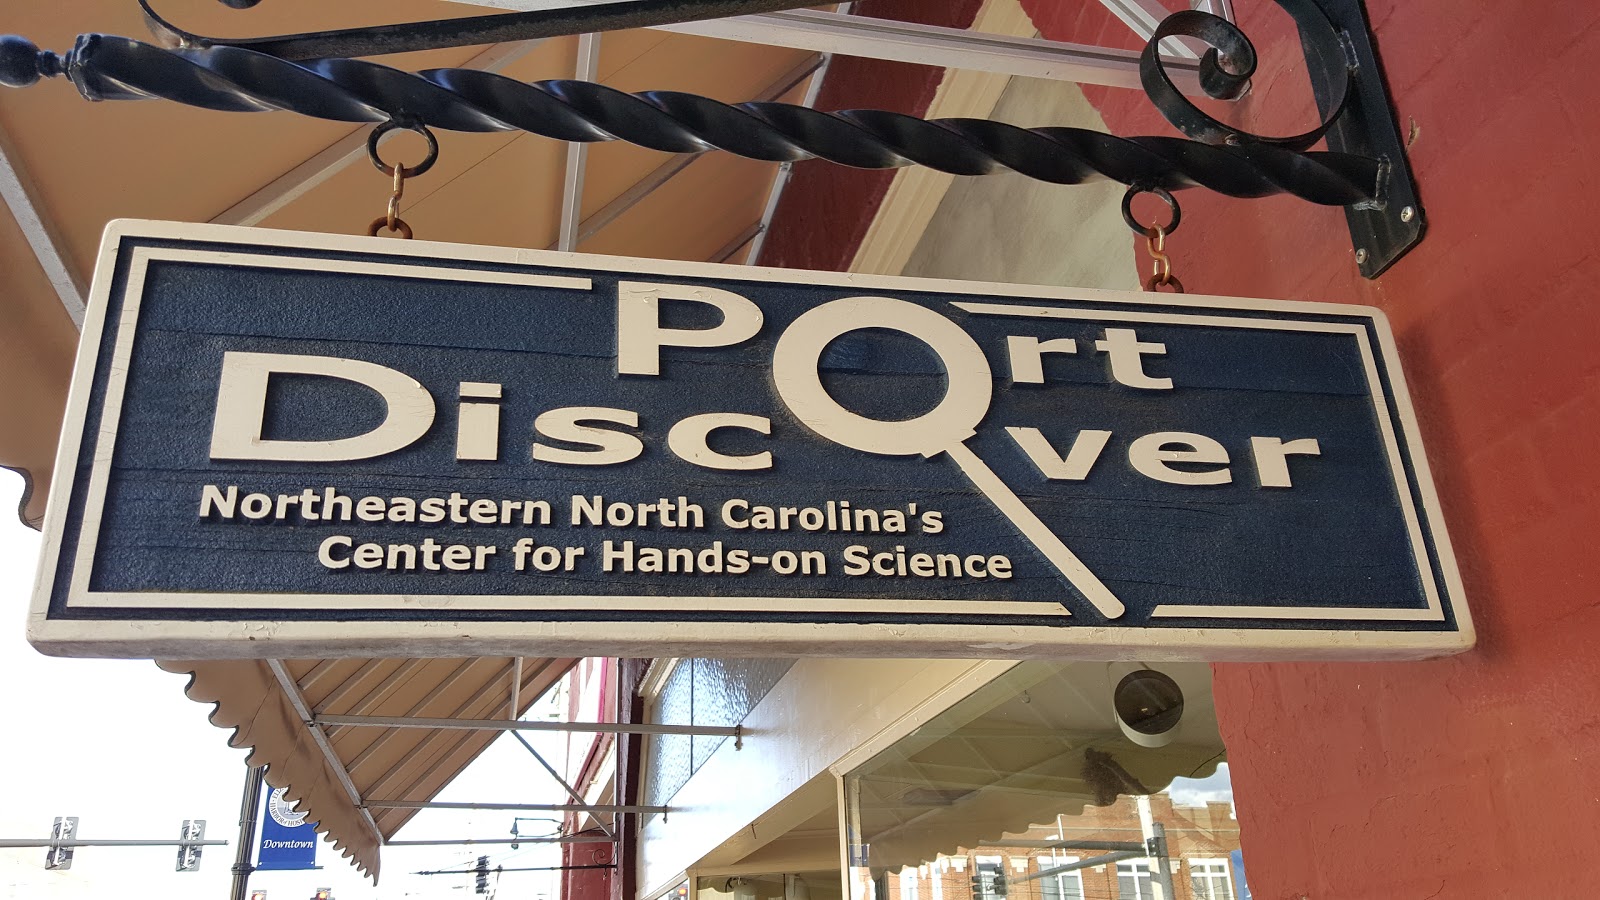 Port
Discover
Northeastern North Carolina's
Center for Hands-on Science
Downtown